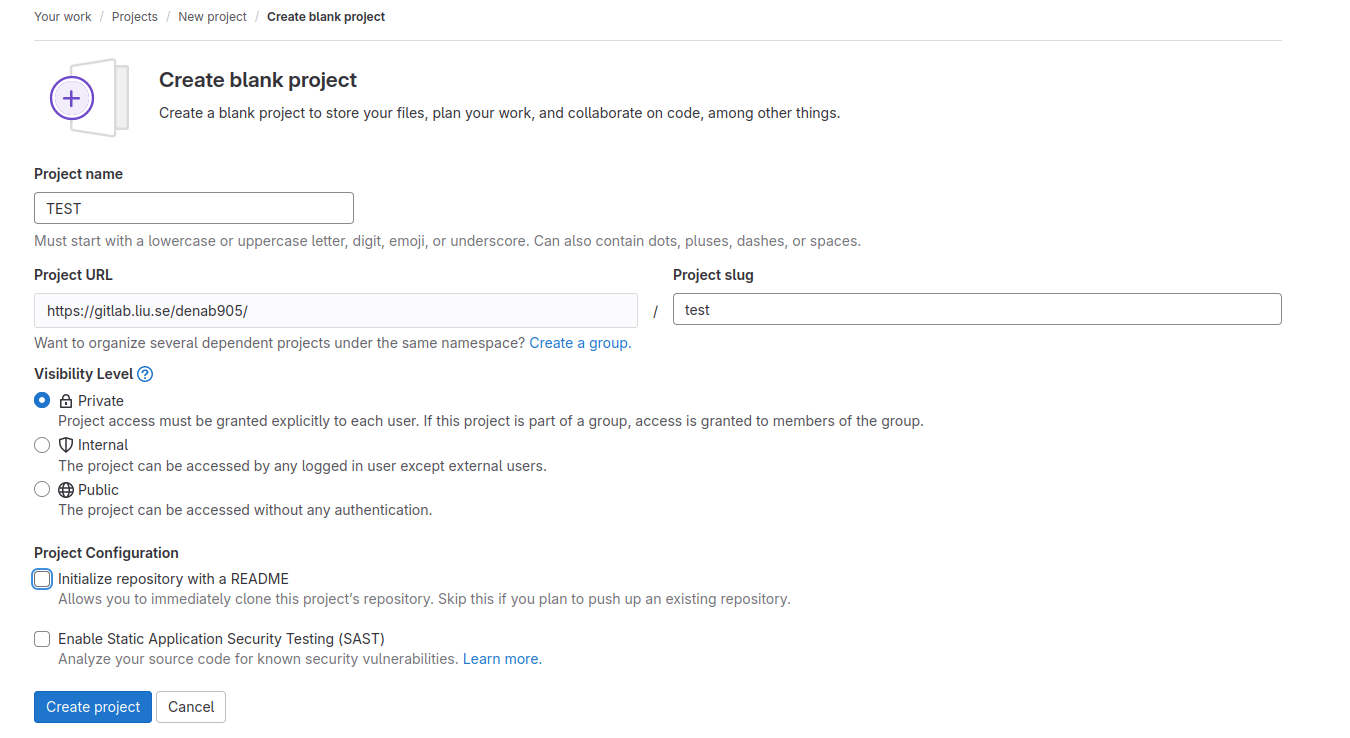 Your work / Projects / New project / Create blank project
Create blank project
Create a blank project to store your files, plan your work, and collaborate on code, among other things.
Project name
TEST
Must start with a lowercase or uppercase letter, digit, emoji, or underscore. Can also contain dots, pluses, dashes, or spaces.
Project URL
Project slug
https://gitlab.liu.se/denab905/ / test
Want to organize several dependent projects under the same namespace? Create a group.
Visibility Level ?
Private
Project access must be granted explicitly to each user. If this project is part of a group, access is granted to members of the group.
Internal
The project can be accessed by any logged in user except external users.
Public
The project can be accessed without any authentication.
Project Configuration
Initialize repository with a README
Allows you to immediately clone this project's repository. Skip this if you plan to push up an existing repository.
Enable Static Application Security Testing (SAST)
Analyze your source code for known security vulnerabilities. Learn more.
Create project Cancel